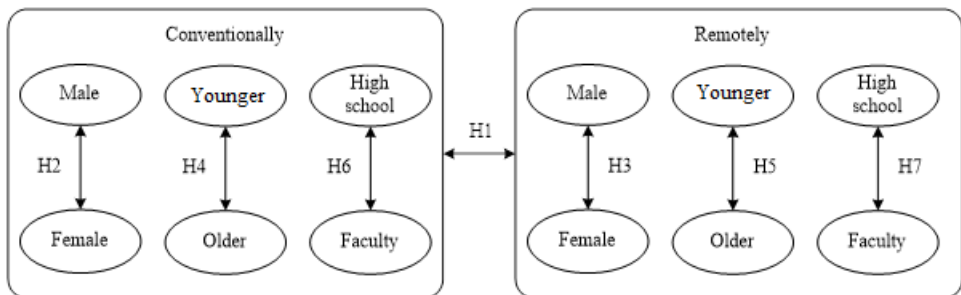 Conventionally
Male
Younger
High
school
H2
H4
H6
Female
Older
Faculty
H1
Remotely
Male
Younger
High
school
H3
H5
H7
Female
Older
Faculty